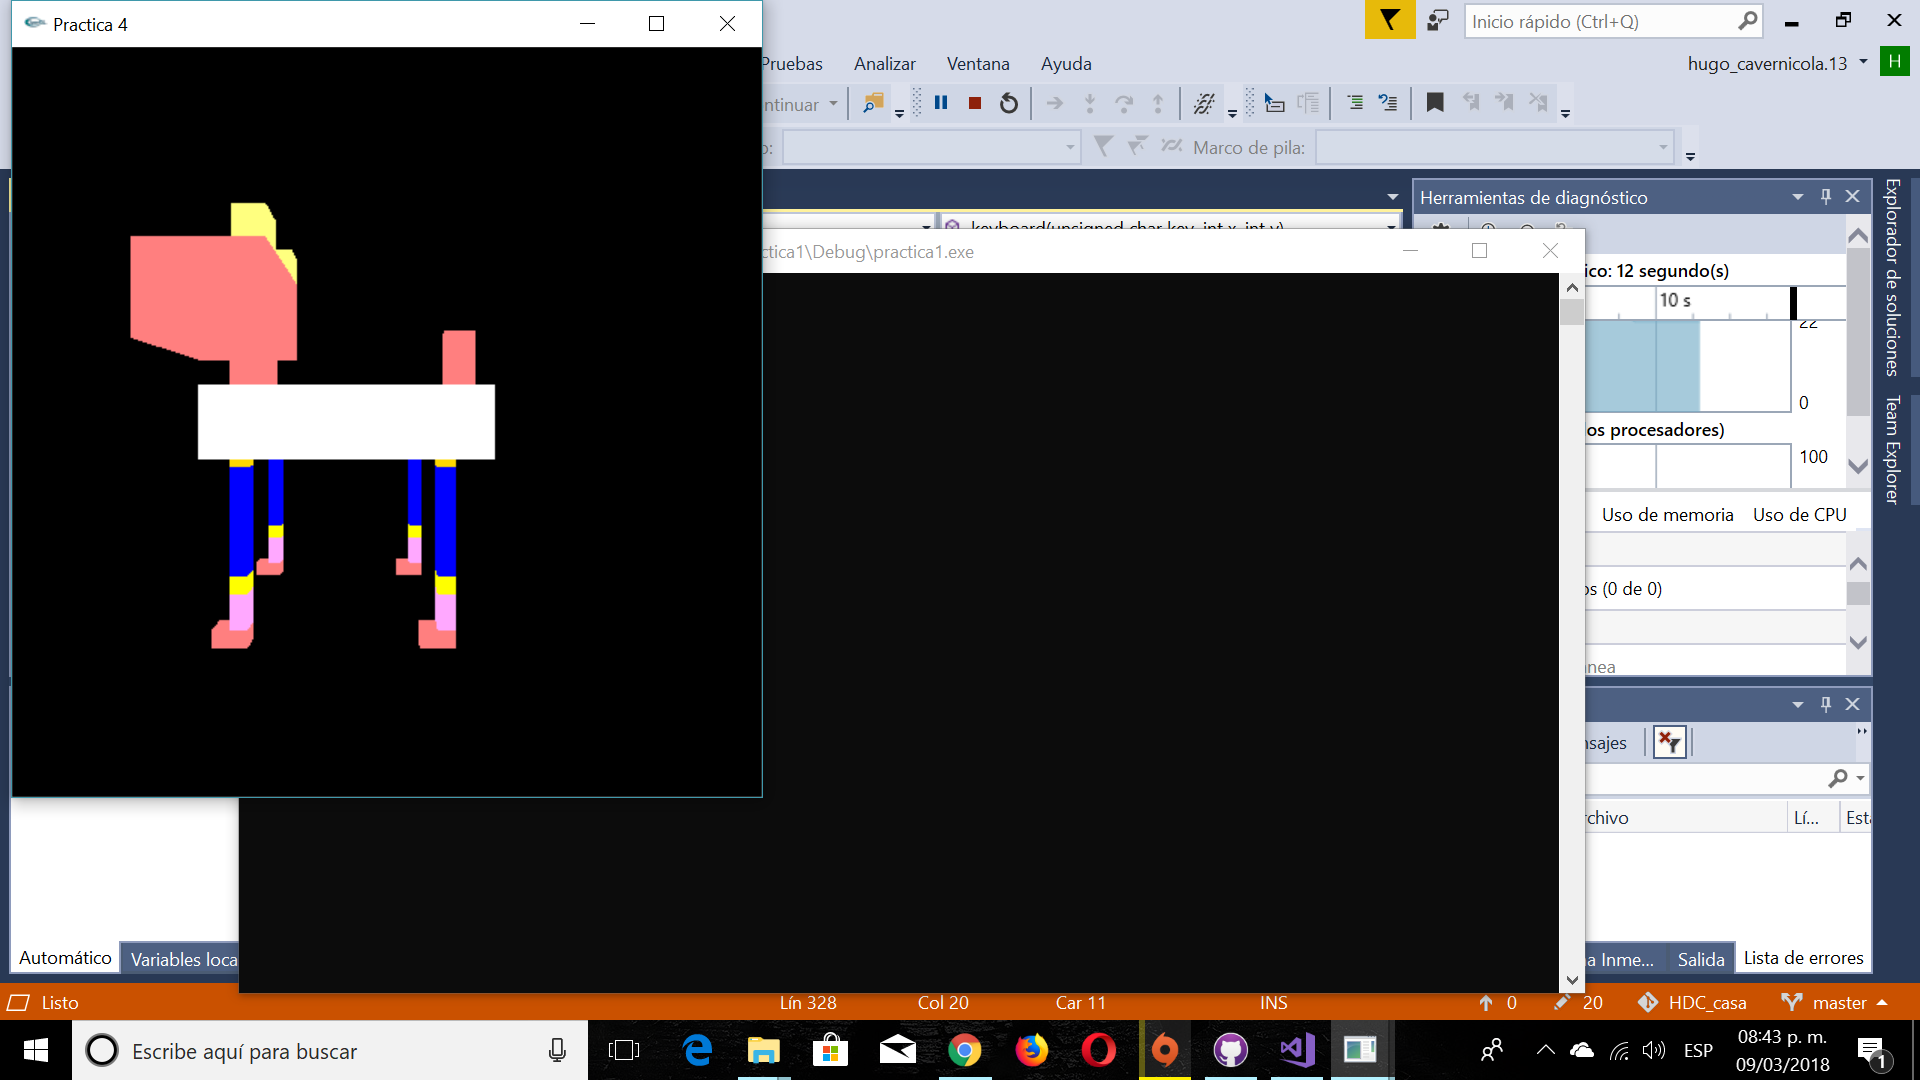 Practica 4
Inicio rápido (Ctrl+Q)
Pruebas Analizar Ventana Ayuda
hugo_cavernicola.13 H
ntinuar
Marco de pila:
Herramientas de diagnóstico
keyboard(unsigned char key, int x, int y)
ctica1\Debug\practica1.exe
ico: 12 segundo(s)
10 s
22
0
os procesadores)
100
Uso de memoria Uso de CPU
os (0 de 0)
nea
Explorador de soluciones
Team Explorer
nsajes
rchivo Lí... Esta
Automático Variables loca
a Inme... Salida Lista de errores
Listo Lín 328 Col 20 Car 11 INS 0 20 HDC_casa master
Escribe aquí para buscar
ESP
08:43 p. m.
09/03/2018
1